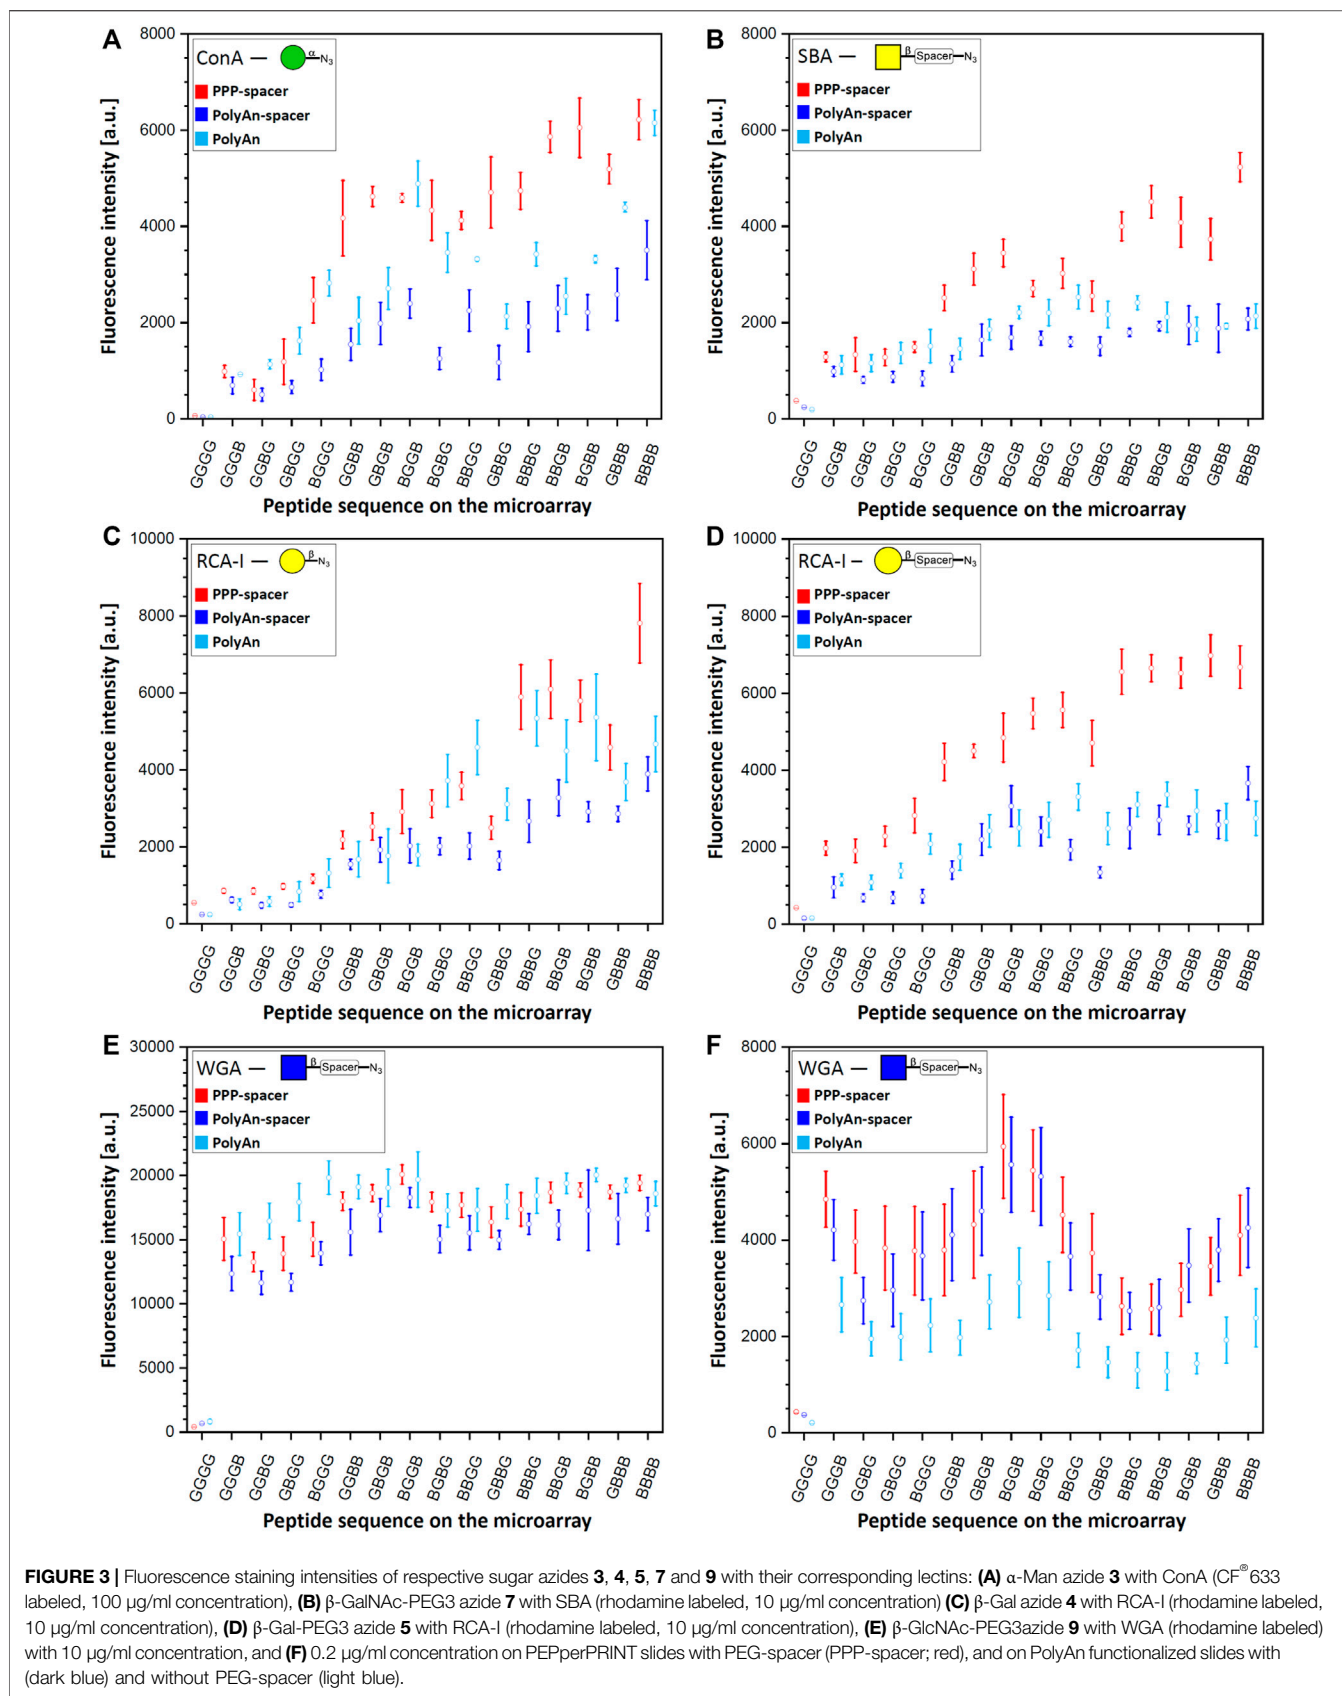 A
ConA — α N₃
PPP-spacer
PolyAn-spacer
PolyAn
Fluorescence intensity [a.u.]
8000
6000
4000
2000
0
GGGG GGGB GGBG GBGG BGGG GGBB GBGB BGGB BGBG BBGG GBBG BBBG BBGB BGBB GBBB BBBB
Peptide sequence on the microarray
B
SBA — β Spacer N₃
PPP-spacer
PolyAn-spacer
PolyAn
Fluorescence intensity [a.u.]
8000
6000
4000
2000
0
GGGG GGGB GGBG GBGG BGGG GGBB GBGB BGGB BGBG BBGG GBBG BBBG BBGB BGBB GBBB BBBB
Peptide sequence on the microarray
C
RCA-I — β N₃
PPP-spacer
PolyAn-spacer
PolyAn
Fluorescence intensity [a.u.]
10000
8000
6000
4000
2000
0
GGGG GGGB GGBG GBGG BGGG GGBB GBGB BGGB BGBG BBGG GBBG BBBG BBGB BGBB GBBB BBBB
Peptide sequence on the microarray
D
RCA-I — β Spacer N₃
PPP-spacer
PolyAn-spacer
PolyAn
Fluorescence intensity [a.u.]
10000
8000
6000
4000
2000
0
GGGG GGGB GGBG GBGG BGGG GGBB GBGB BGGB BGBG BBGG GBBG BBBG BBGB BGBB GBBB BBBB
Peptide sequence on the microarray
E
WGA — β Spacer N₃
PPP-spacer
PolyAn-spacer
PolyAn
Fluorescence intensity [a.u.]
30000
25000
20000
15000
10000
5000
0
GGGG GGGB GGBG GBGG BGGG GGBB GBGB BGGB BGBG BBGG GBBG BBBG BBGB BGBB GBBB BBBB
Peptide sequence on the microarray
F
WGA — β Spacer N₃
PPP-spacer
PolyAn-spacer
PolyAn
Fluorescence intensity [a.u.]
8000
6000
4000
2000
0
GGGG GGGB GGBG GBGG BGGG GGBB GBGB BGGB BGBG BBGG GBBG BBBG BBGB BGBB GBBB BBBB
Peptide sequence on the microarray
FIGURE 3 | Fluorescence staining intensities of respective sugar azides 3, 4, 5, 7 and 9 with their corresponding lectins: (A) α-Man azide 3 with ConA (CF®633
labeled, 100 µg/ml concentration), (B) β-GalNAc-PEG3 azide 7 with SBA (rhodamine labeled, 10 µg/ml concentration) (C) β-Gal azide 4 with RCA-I (rhodamine labeled,
10 µg/ml concentration), (D) β-Gal-PEG3 azide 5 with RCA-I (rhodamine labeled, 10 µg/ml concentration), (E) β-GlcNAc-PEG3azide 9 with WGA (rhodamine labeled)
with 10 µg/ml concentration, and (F) 0.2 µg/ml concentration on PEPperPRINT slides with PEG-spacer (PPP-spacer; red), and on PolyAn functionalized slides with
(dark blue) and without PEG-spacer (light blue).